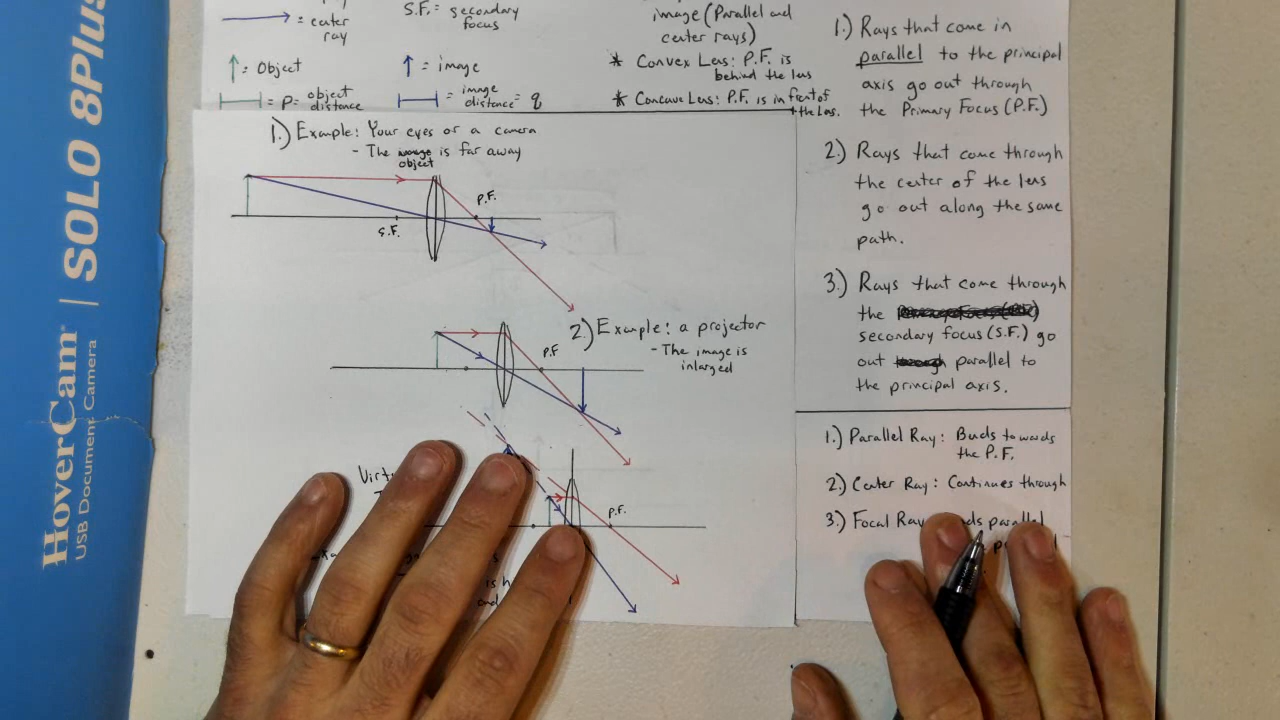 HoverCam | SOLO 8Plus
USB Document Camera
= center
ray
S.F. = secondary
focus
image (Parallel and
center rays)
* Convex Lens: P.F. is
behind the lens
* Concave Lens: P.F. is in front of
the Lens.
= Object
= image
= p = object
distance
= image
distance = q
1.) Example: Your eyes or a camera
- The object is far away
P.F.
S.F.
2.) Example: a projector
- The image is
inlarged
P.F
P.F.
1.) Rays that come in
parallel to the principal
axis go out through
the Primary Focus (P.F.)
2.) Rays that come through
the center of the lens
go out along the same
path.
3.) Rays that come through
the
secondary focus (S.F.) go
out parallel to
the principal axis.
1.) Parallel Ray: Bends towards
the P.F.
2.) Center Ray: Continues through
3.) Focal Ray parallel